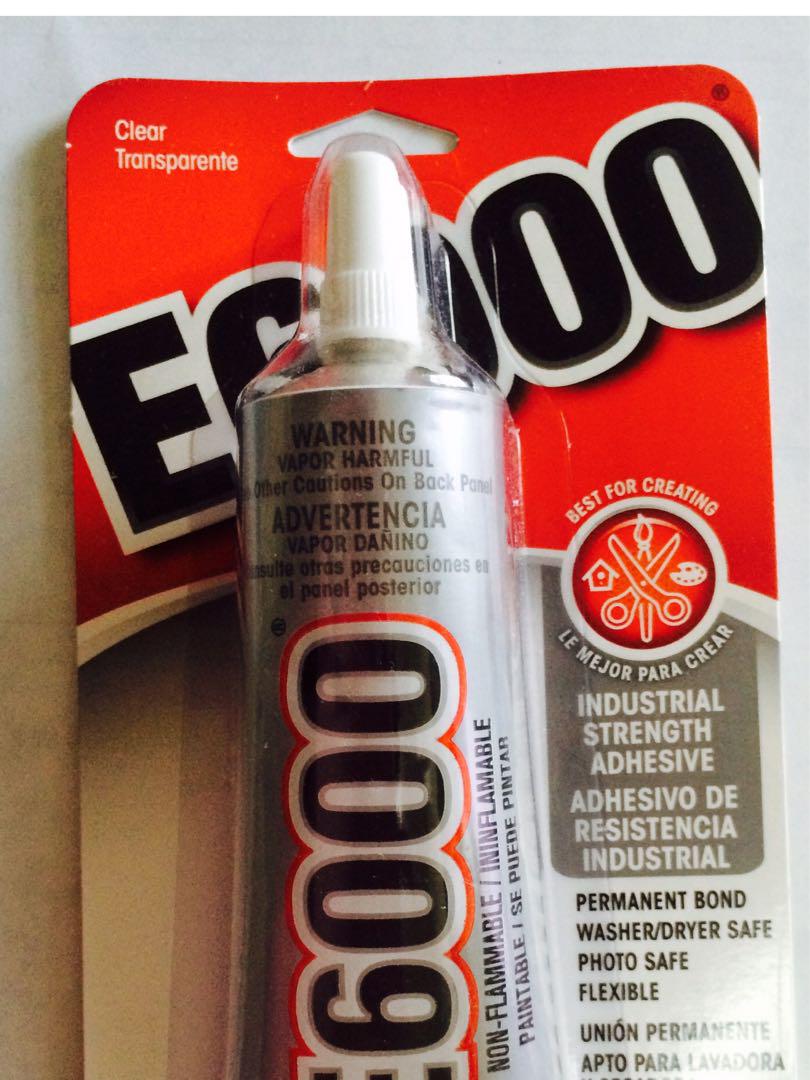 Clear
Transparente
E6000
®
WARNING
VAPOR HARMFUL
Other Cautions On Back Panel
ADVERTENCIA
VAPOR DAÑINO
otras precauciones en
el panel posterior
®
E6000
NON-FLAMMABLE / ININFLAMABLE
PAINTABLE / SE PUEDE PINTAR
BEST FOR CREATING
LE MEJOR PARA CREAR
INDUSTRIAL
STRENGTH
ADHESIVE
ADHESIVO DE
RESISTENCIA
INDUSTRIAL
PERMANENT BOND
WASHER/DRYER SAFE
PHOTO SAFE
FLEXIBLE
UNIÓN PERMANENTE
APTO PARA LAVADORA